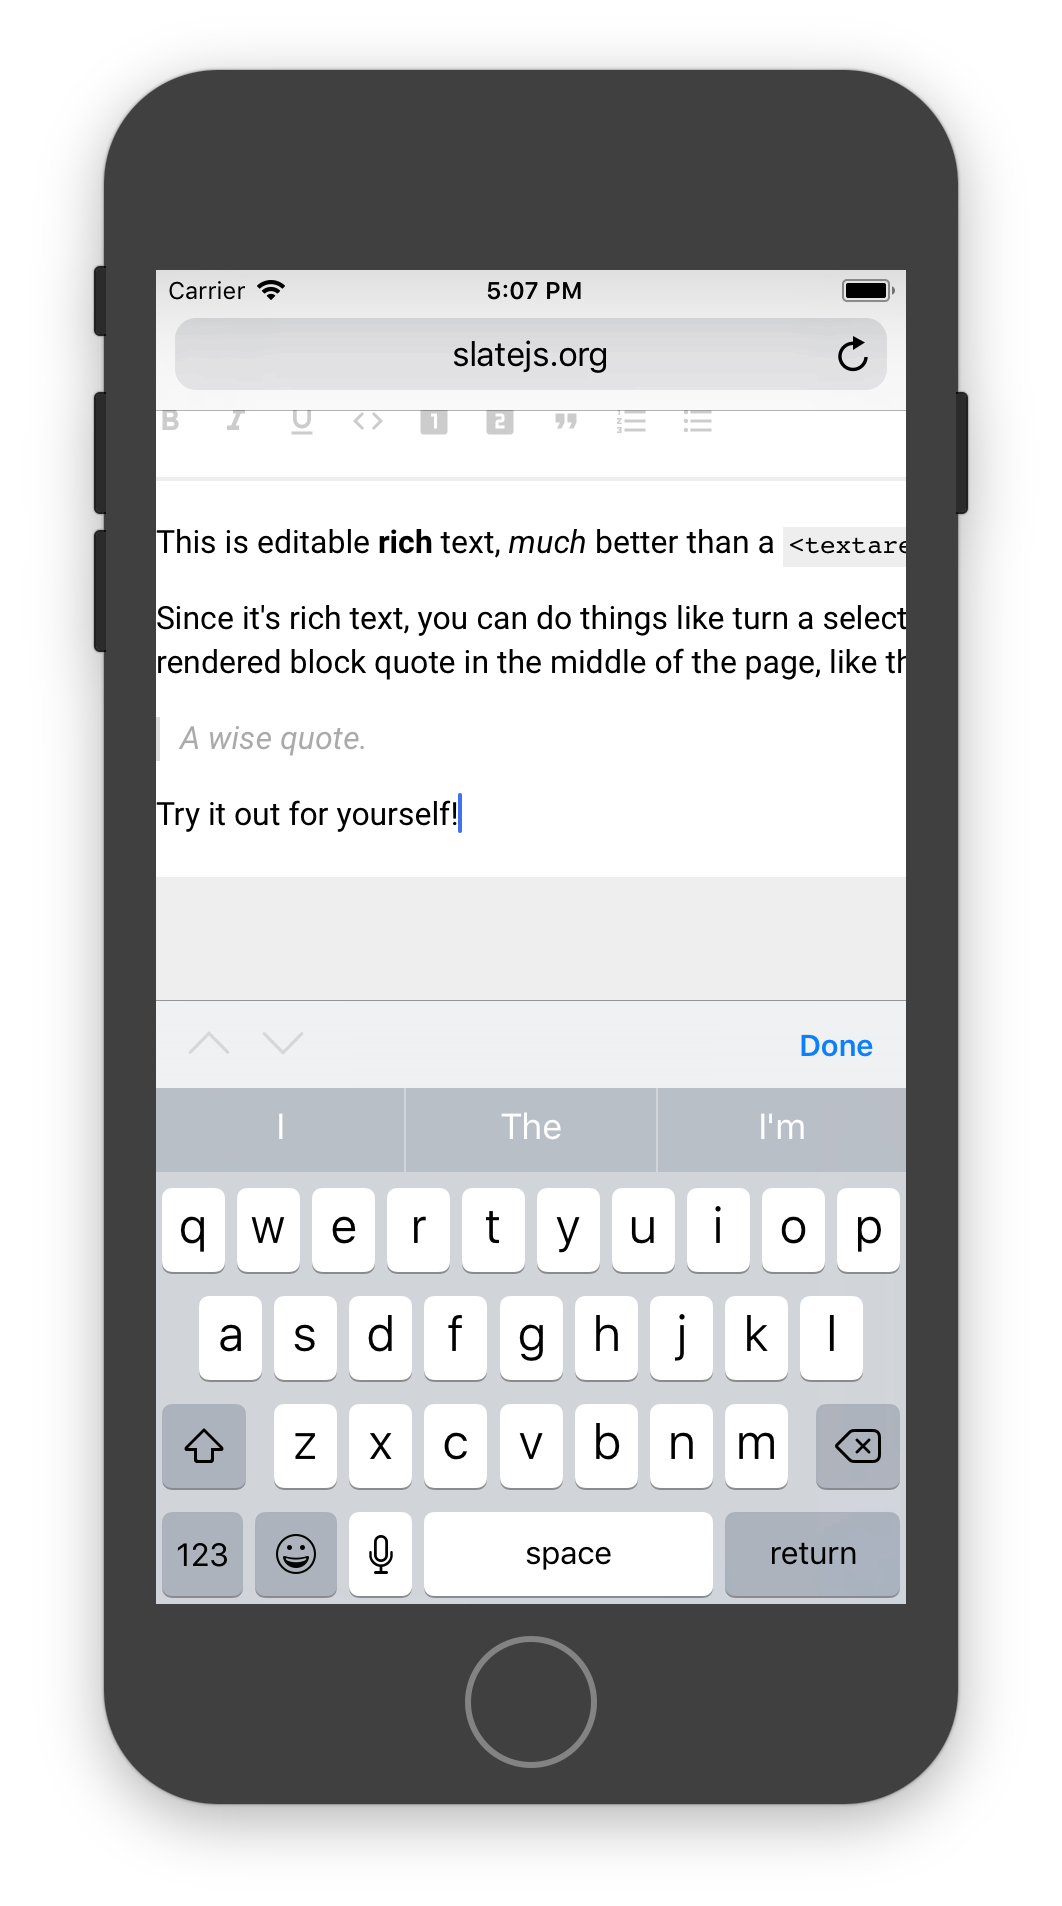 Carrier 5:07 PM
slatejs.org
B I U <> 1 2 ”
This is editable rich text, much better than a <textare
Since it's rich text, you can do things like turn a select
rendered block quote in the middle of the page, like th
A wise quote.
Try it out for yourself!
Done
I The I'm
q w e r t y u i o p
a s d f g h j k l
z x c v b n m
123 space return